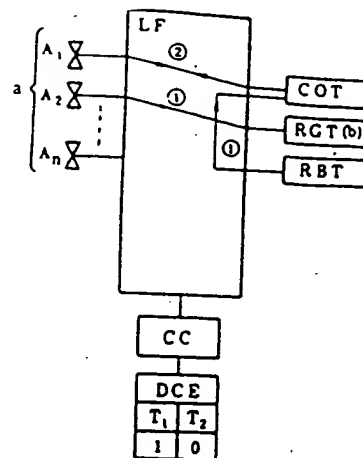 LF
A1
②
COT
a
A2
①
RGT(b)
①
RBT
An
CC
DCE
T1 T2
1 0